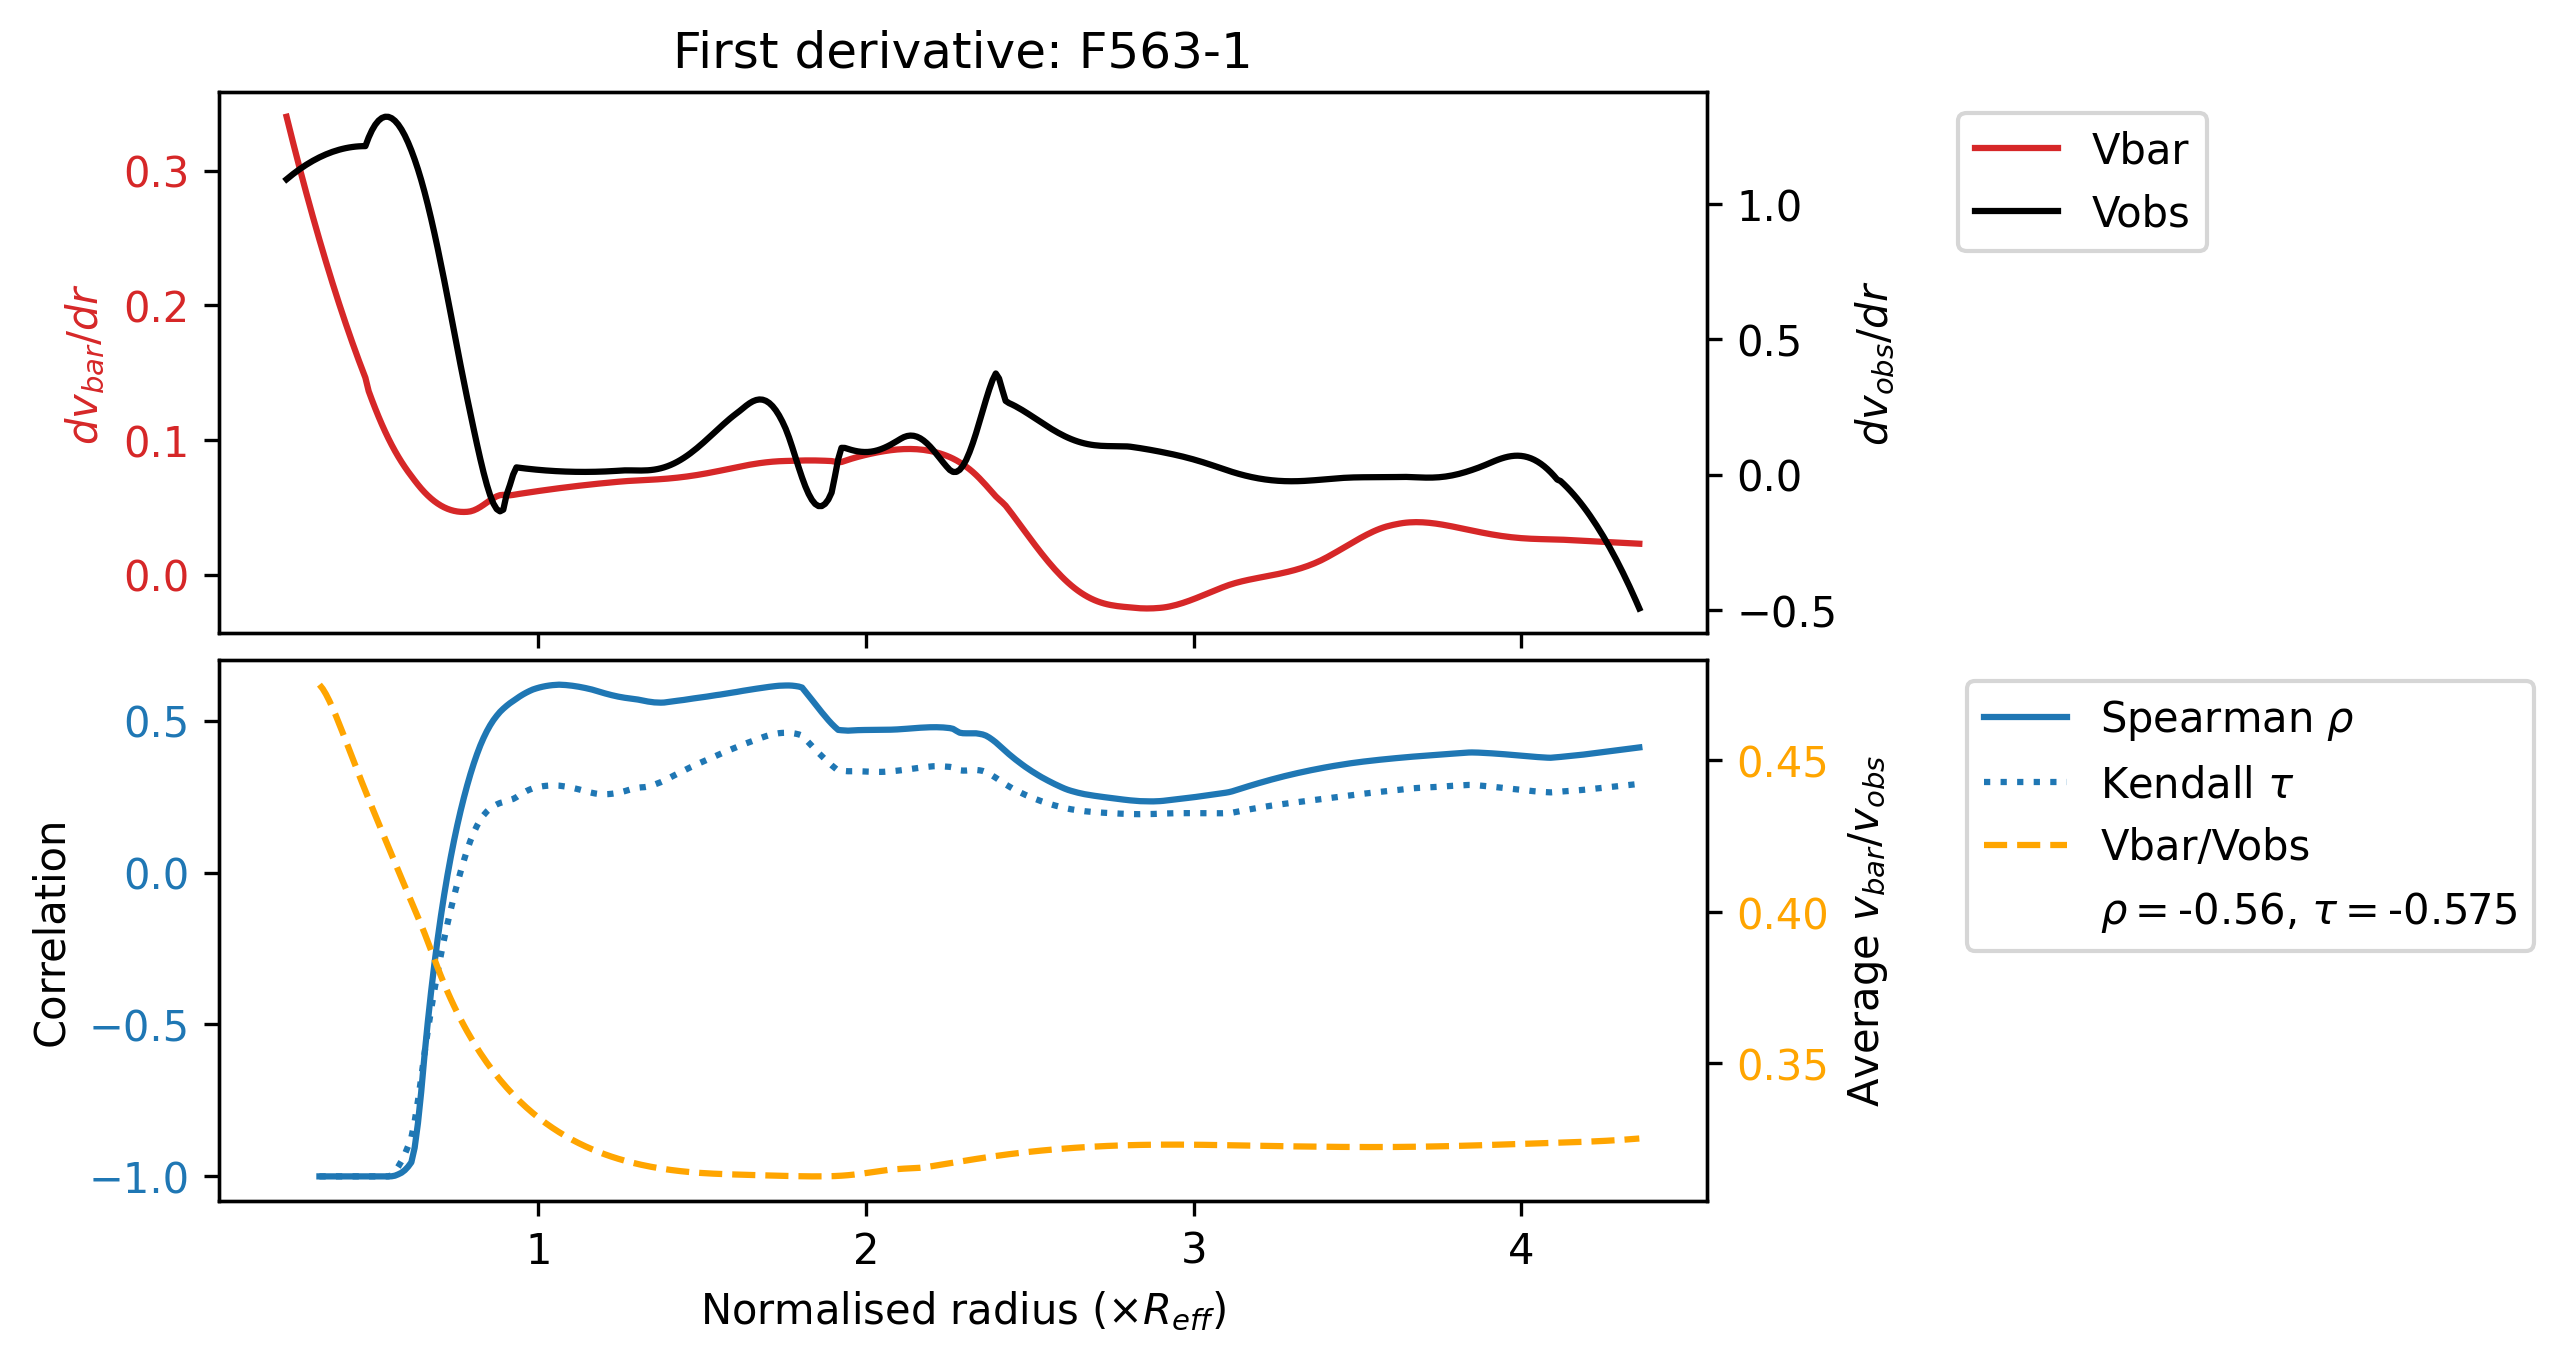 First derivative: F563-1
dv_bar/dr
0.3
0.2
0.1
0.0
1.0
0.5
0.0
−0.5
dv_obs/dr
Vbar
Vobs
Correlation
0.5
0.0
−0.5
−1.0
0.45
0.40
0.35
Average v_bar/v_obs
Spearman ρ
Kendall τ
Vbar/Vobs
ρ = -0.56, τ = -0.575
1 2 3 4
Normalised radius (×R_eff)